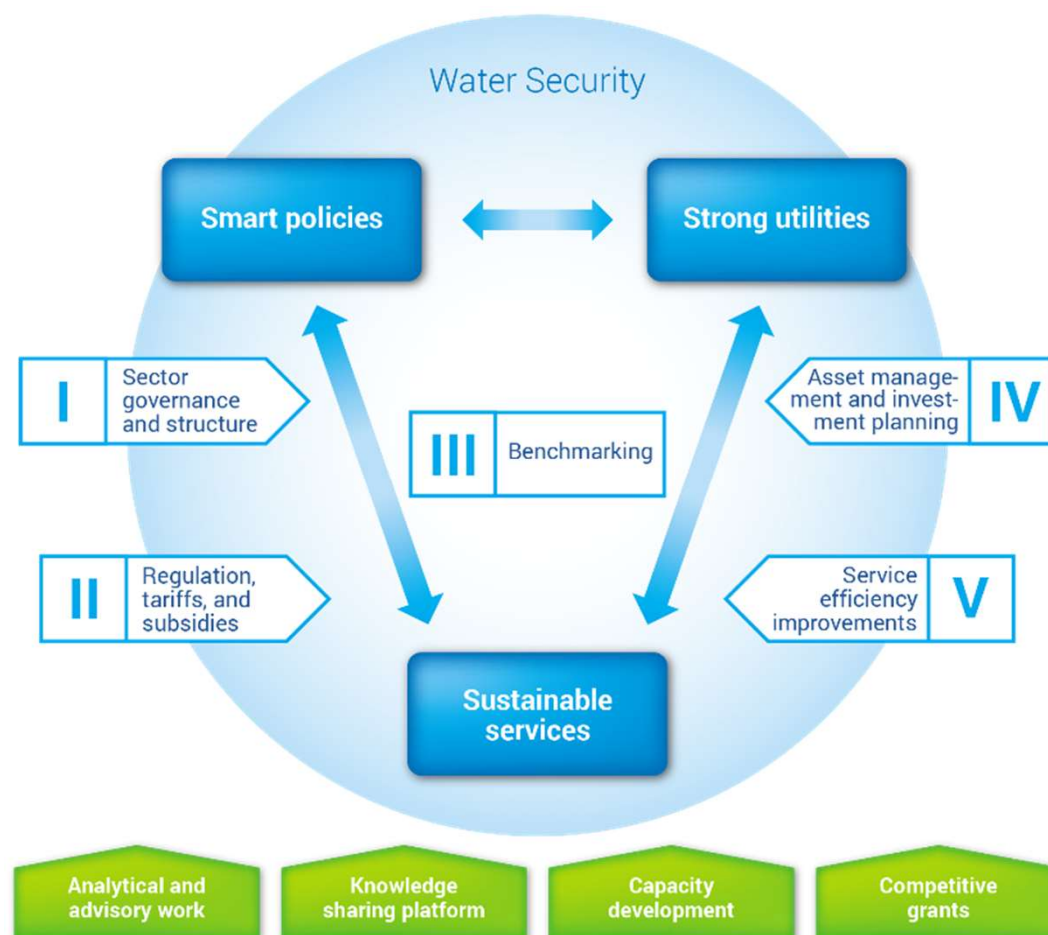 Water Security
Smart policies
Strong utilities
I
Sector
governance
and structure
Asset manage-
ment and invest-
ment planning
IV
III
Benchmarking
II
Regulation,
tariffs, and
subsidies
Service
efficiency
improvements
V
Sustainable
services
Analytical and
advisory work
Knowledge
sharing platform
Capacity
development
Competitive
grants